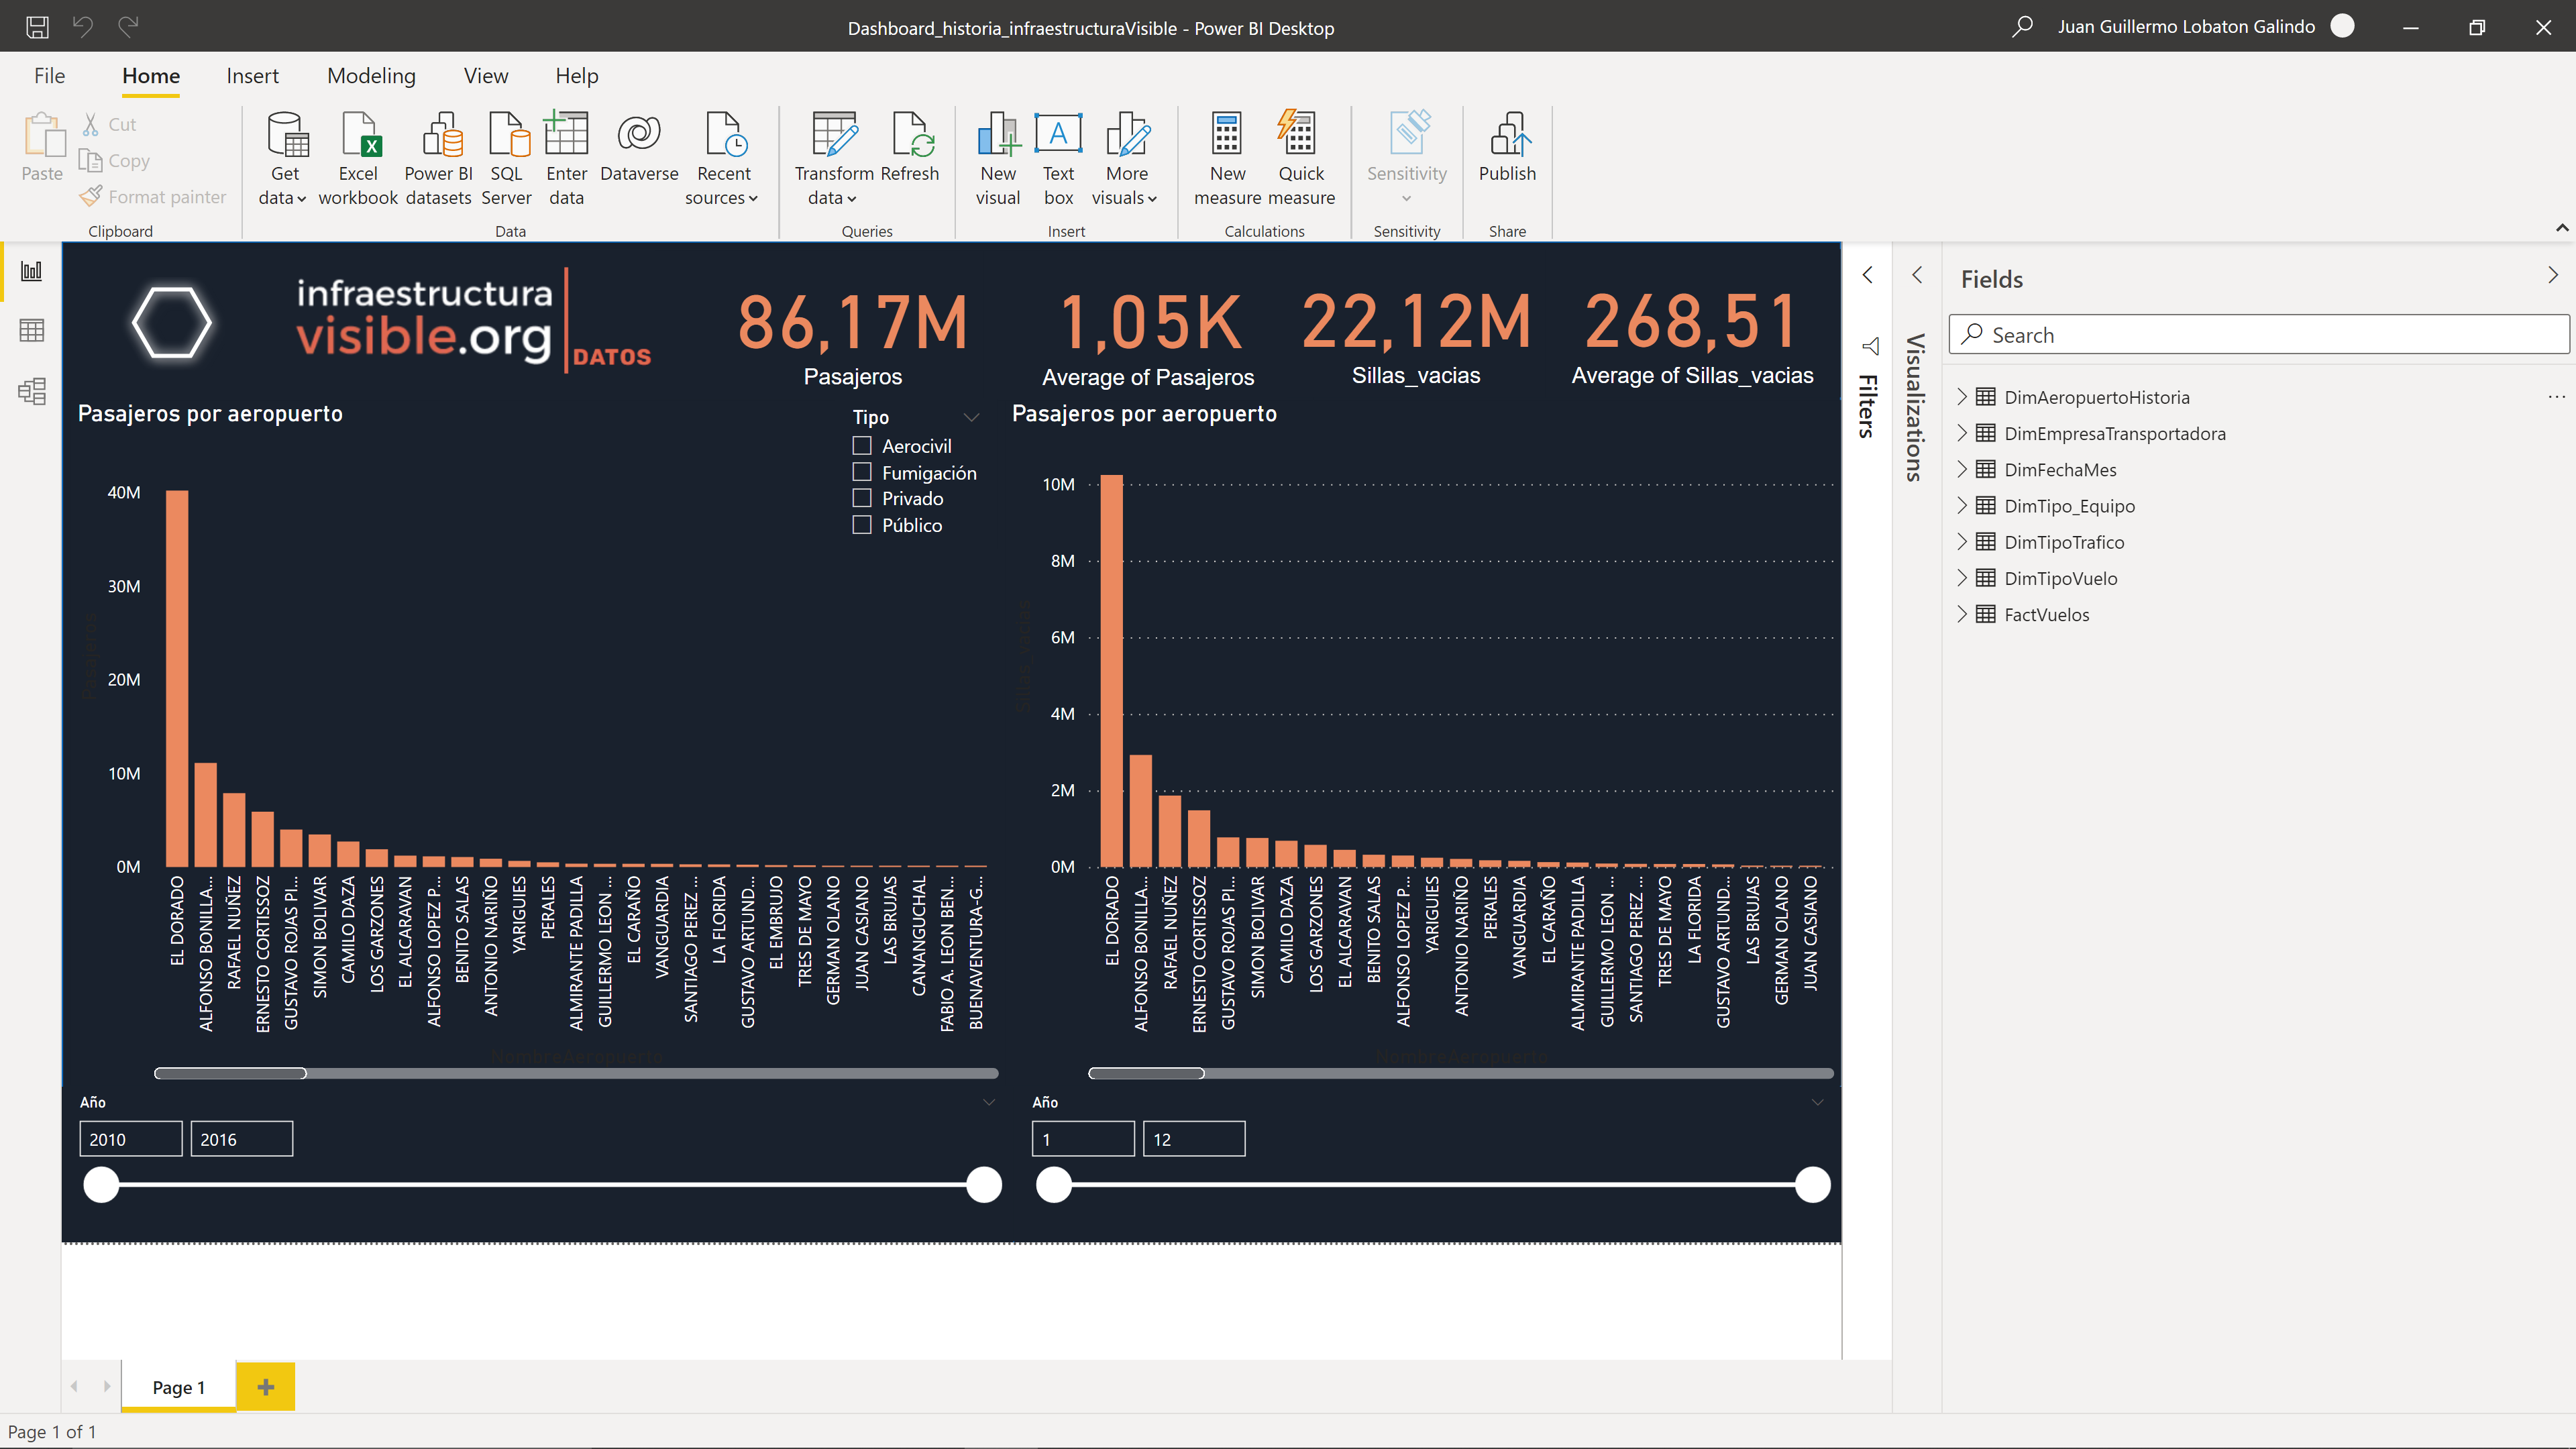 Dashboard_historia_infraestructuraVisible - Power BI Desktop
Juan Guillermo Lobaton Galindo
File Home Insert Modeling View Help
Paste
Cut
Copy
Format painter
Clipboard
Get data
Excel workbook
Power BI datasets
SQL Server
Enter data
Dataverse
Recent sources
Data
Transform data
Refresh
Queries
New visual
Text box
More visuals
Insert
New measure
Quick measure
Calculations
Sensitivity
Sensitivity
Publish
Share
infraestructura
visible.org
DATOS
86,17M
Pasajeros
1,05K
Average of Pasajeros
22,12M
Sillas_vacias
268,51
Average of Sillas_vacias
Pasajeros por aeropuerto
Tipo
Aerocivil
Fumigación
Privado
Público
40M
30M
20M
10M
0M
Pasajeros
EL DORADO
ALFONSO BONILLA...
RAFAEL NUÑEZ
ERNESTO CORTISSOZ
GUSTAVO ROJAS PI...
SIMON BOLIVAR
CAMILO DAZA
LOS GARZONES
EL ALCARAVAN
ALFONSO LOPEZ P...
BENITO SALAS
ANTONIO NARIÑO
YARIGUIES
PERALES
ALMIRANTE PADILLA
GUILLERMO LEON ...
EL CARAÑO
VANGUARDIA
SANTIAGO PEREZ ...
LA FLORIDA
GUSTAVO ARTUND...
EL EMBRUJO
TRES DE MAYO
GERMAN OLANO
JUAN CASIANO
LAS BRUJAS
CANANGUCHAL
FABIO A. LEON BEN...
BUENAVENTURA-G...
NombreAeropuerto
Pasajeros por aeropuerto
10M
8M
6M
4M
2M
0M
Sillas_vacias
EL DORADO
ALFONSO BONILLA...
RAFAEL NUÑEZ
ERNESTO CORTISSOZ
GUSTAVO ROJAS PI...
SIMON BOLIVAR
CAMILO DAZA
LOS GARZONES
EL ALCARAVAN
BENITO SALAS
ALFONSO LOPEZ P...
YARIGUIES
ANTONIO NARIÑO
PERALES
VANGUARDIA
EL CARAÑO
ALMIRANTE PADILLA
GUILLERMO LEON ...
SANTIAGO PEREZ ...
TRES DE MAYO
LA FLORIDA
GUSTAVO ARTUND...
LAS BRUJAS
GERMAN OLANO
JUAN CASIANO
NombreAeropuerto
Año
2010 2016
Año
1 12
Filters
Visualizations
Fields
Search
DimAeropuertoHistoria
DimEmpresaTransportadora
DimFechaMes
DimTipo_Equipo
DimTipoTrafico
DimTipoVuelo
FactVuelos
Page 1
Page 1 of 1